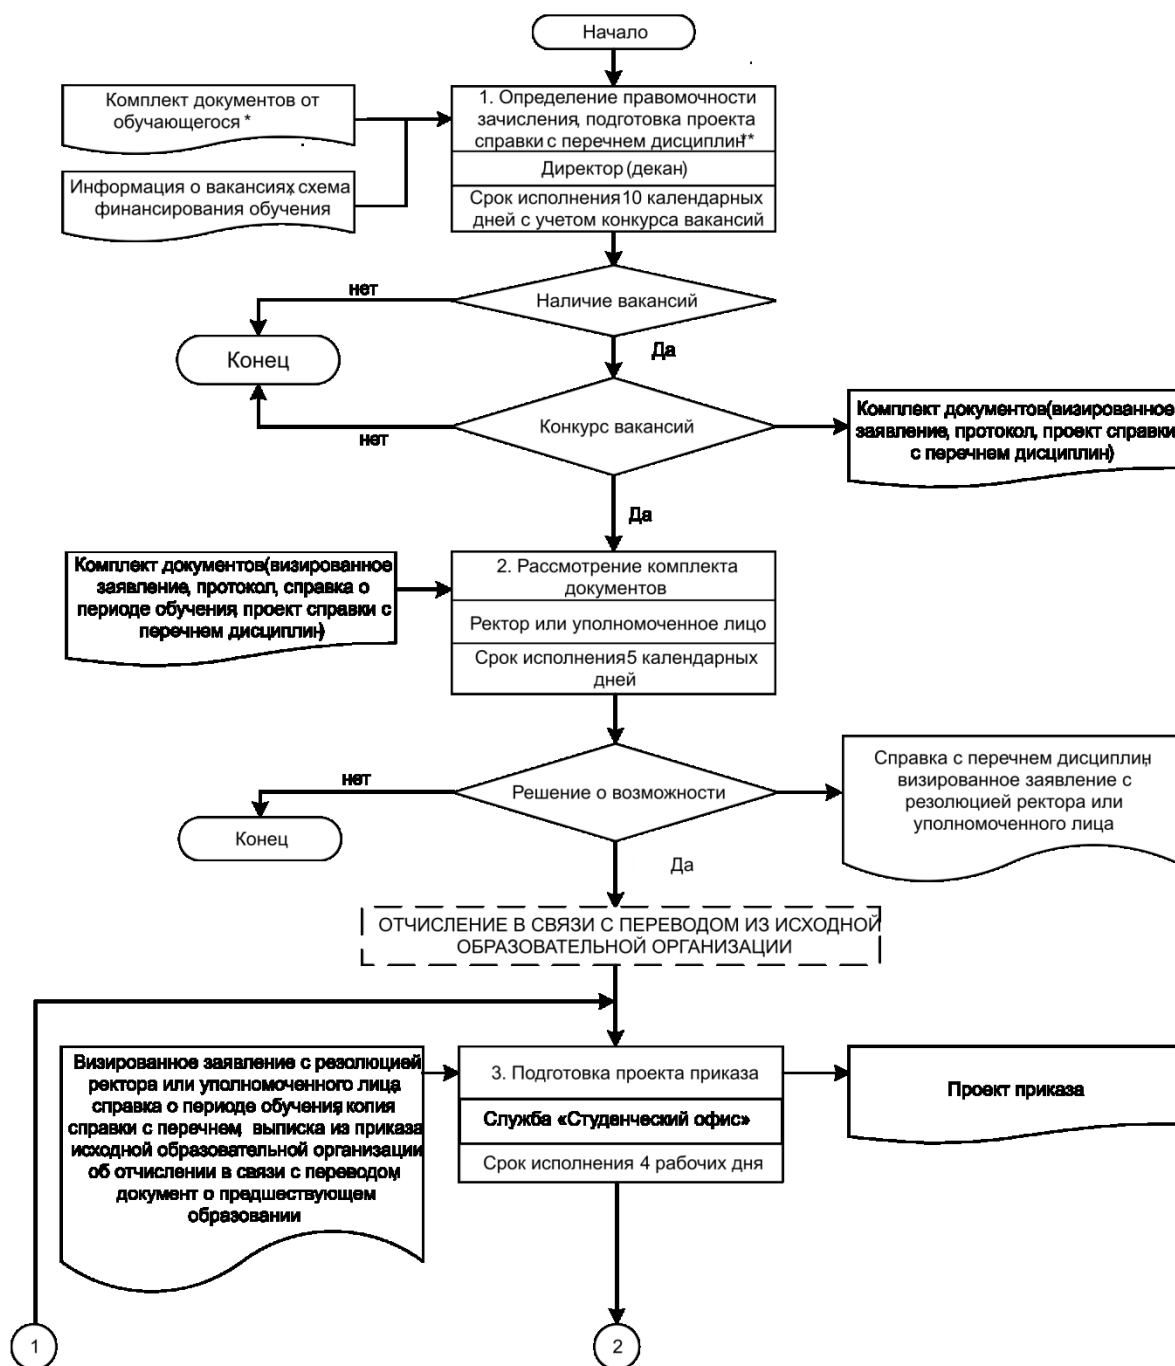 Начало
Комплект документов от
обучающегося *
1. Определение правомочности
зачисления, подготовка проекта
справки с перечнем дисциплин**
Директор (декан)
Срок исполнения 10 календарных
дней с учетом конкурса вакансий
Информация о вакансиях, схема
финансирования обучения
нет
Наличие вакансий
Конец
Да
нет
Конкурс вакансий
Комплект документов(визированное
заявление, протокол, проект справки
с перечнем дисциплин)
Да
Комплект документов(визированное
заявление, протокол, справка о
периоде обучения, проект справки с
перечнем дисциплин)
2. Рассмотрение комплекта
документов
Ректор или уполномоченное лицо
Срок исполнения 5 календарных
дней
нет
Решение о возможности
Справка с перечнем дисциплин,
визированное заявление с
резолюцией ректора или
уполномоченного лица
Конец
Да
ОТЧИСЛЕНИЕ В СВЯЗИ С ПЕРЕВОДОМ ИЗ ИСХОДНОЙ
ОБРАЗОВАТЕЛЬНОЙ ОРГАНИЗАЦИИ
Визированное заявление с резолюцией
ректора или уполномоченного лица,
справка о периоде обучения, копия
справки с перечнем, выписка из приказа
исходной образовательной организации
об отчислении в связи с переводом,
документ о предшествующем
образовании
3. Подготовка проекта приказа
Служба «Студенческий офис»
Срок исполнения 4 рабочих дня
Проект приказа
1
2